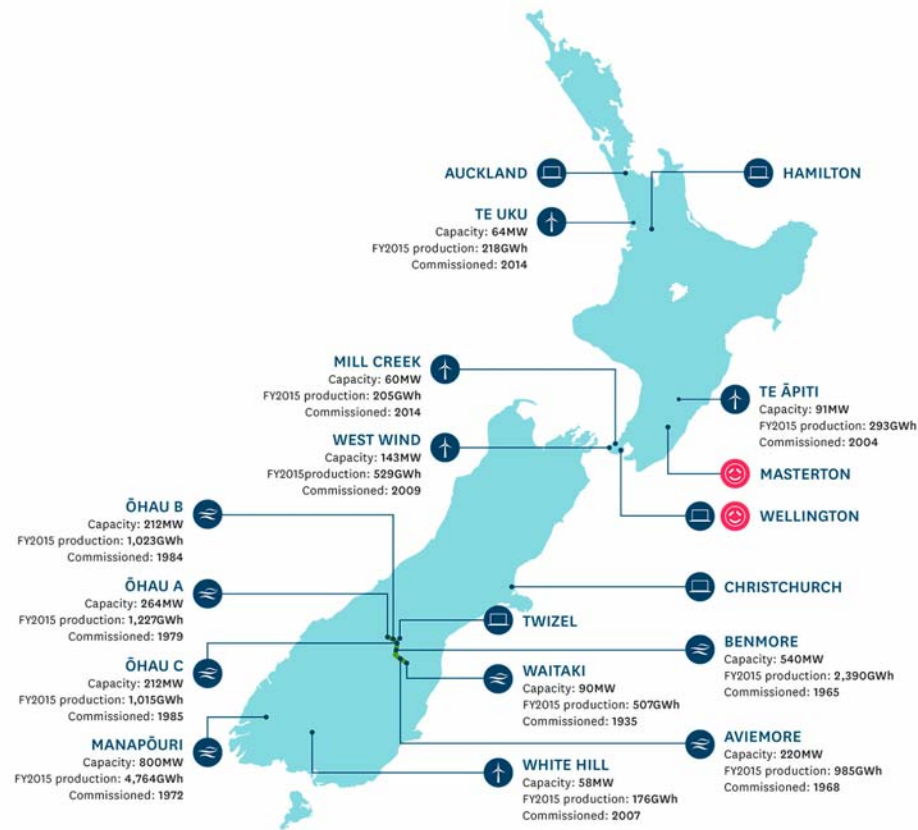 AUCKLAND
HAMILTON
TE UKU
Capacity: 64MW
FY2015 production: 218GWh
Commissioned: 2014
MILL CREEK
Capacity: 60MW
FY2015 production: 205GWh
Commissioned: 2014
TE ĀPITI
Capacity: 91MW
FY2015 production: 293GWh
Commissioned: 2004
WEST WIND
Capacity: 143MW
FY2015production: 529GWh
Commissioned: 2009
MASTERTON
WELLINGTON
ŌHAU B
Capacity: 212MW
FY2015 production: 1,023GWh
Commissioned: 1984
ŌHAU A
Capacity: 264MW
FY2015 production: 1,227GWh
Commissioned: 1979
CHRISTCHURCH
TWIZEL
ŌHAU C
Capacity: 212MW
FY2015 production: 1,015GWh
Commissioned: 1985
WAITAKI
Capacity: 90MW
FY2015 production: 507GWh
Commissioned: 1935
BENMORE
Capacity: 540MW
FY2015 production: 2,390GWh
Commissioned: 1965
MANAPŌURI
Capacity: 800MW
FY2015 production: 4,764GWh
Commissioned: 1972
WHITE HILL
Capacity: 58MW
FY2015 production: 176GWh
Commissioned: 2007
AVIEMORE
Capacity: 220MW
FY2015 production: 985GWh
Commissioned: 1968